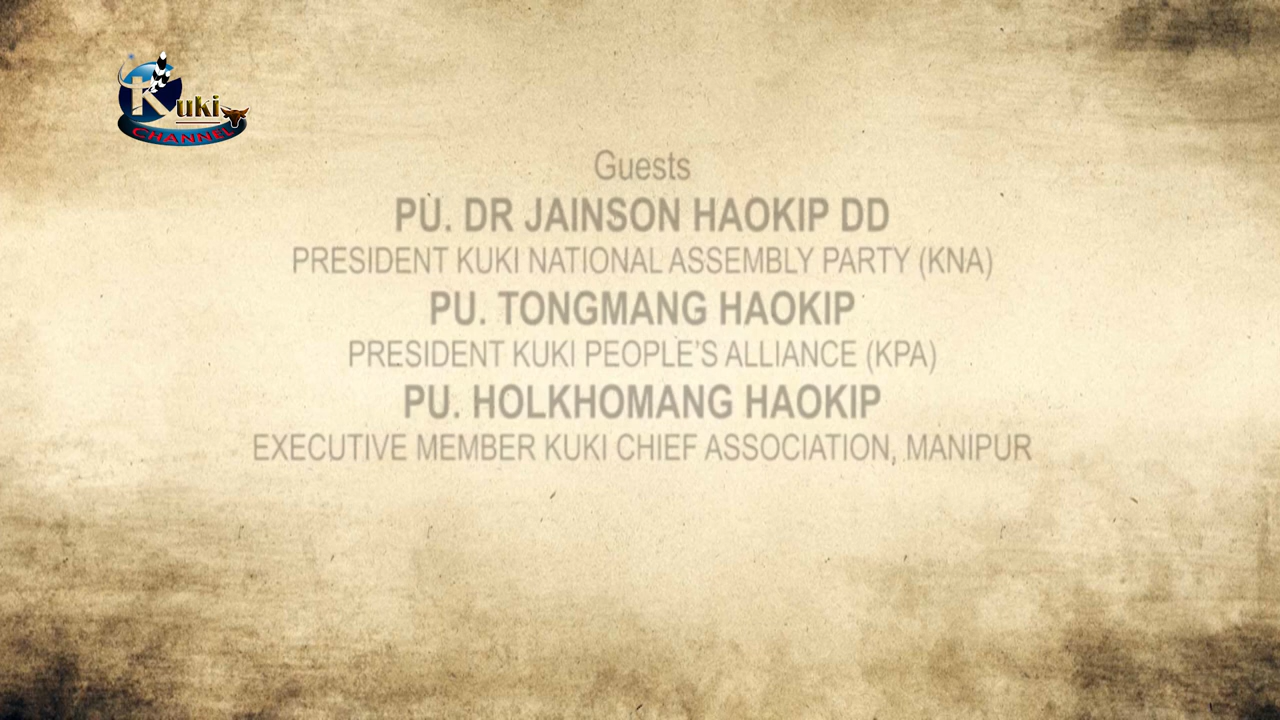 Kuki
CHANNEL
Guests
PU. DR JAINSON HAOKIP DD
PRESIDENT KUKI NATIONAL ASSEMBLY PARTY (KNA)
PU. TONGMANG HAOKIP
PRESIDENT KUKI PEOPLE'S ALLIANCE (KPA)
PU. HOLKHOMANG HAOKIP
EXECUTIVE MEMBER KUKI CHIEF ASSOCIATION, MANIPUR